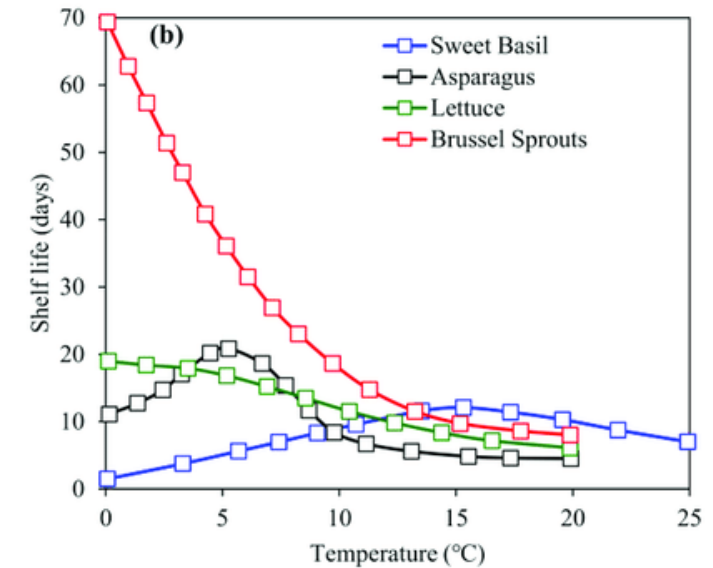 70
60
50
40
30
20
10
0
Shelf life (days)
(b)
Sweet Basil
Asparagus
Lettuce
Brussel Sprouts
0 5 10 15 20 25
Temperature (°C)